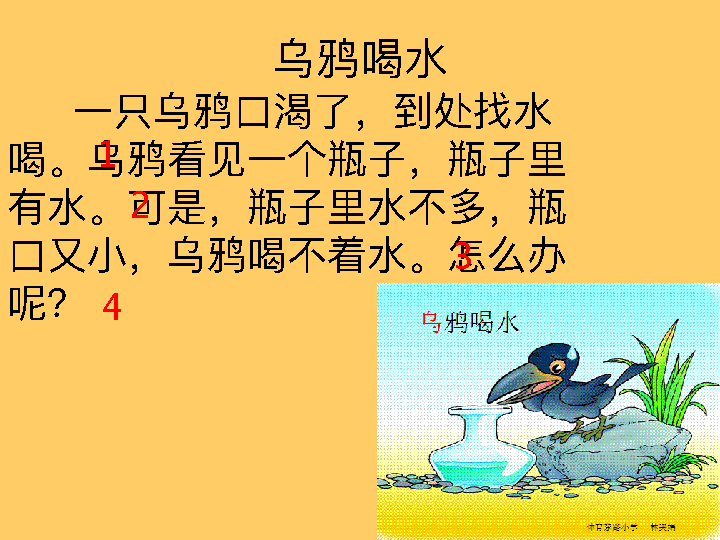 乌鸦喝水
一只乌鸦口渴了，到处找水
喝。1乌鸦看见一个瓶子，瓶子里
有水。2可是，瓶子里水不多，瓶
口又小，乌鸦喝不着水。3怎么办
呢？ 4
乌鸦喝水